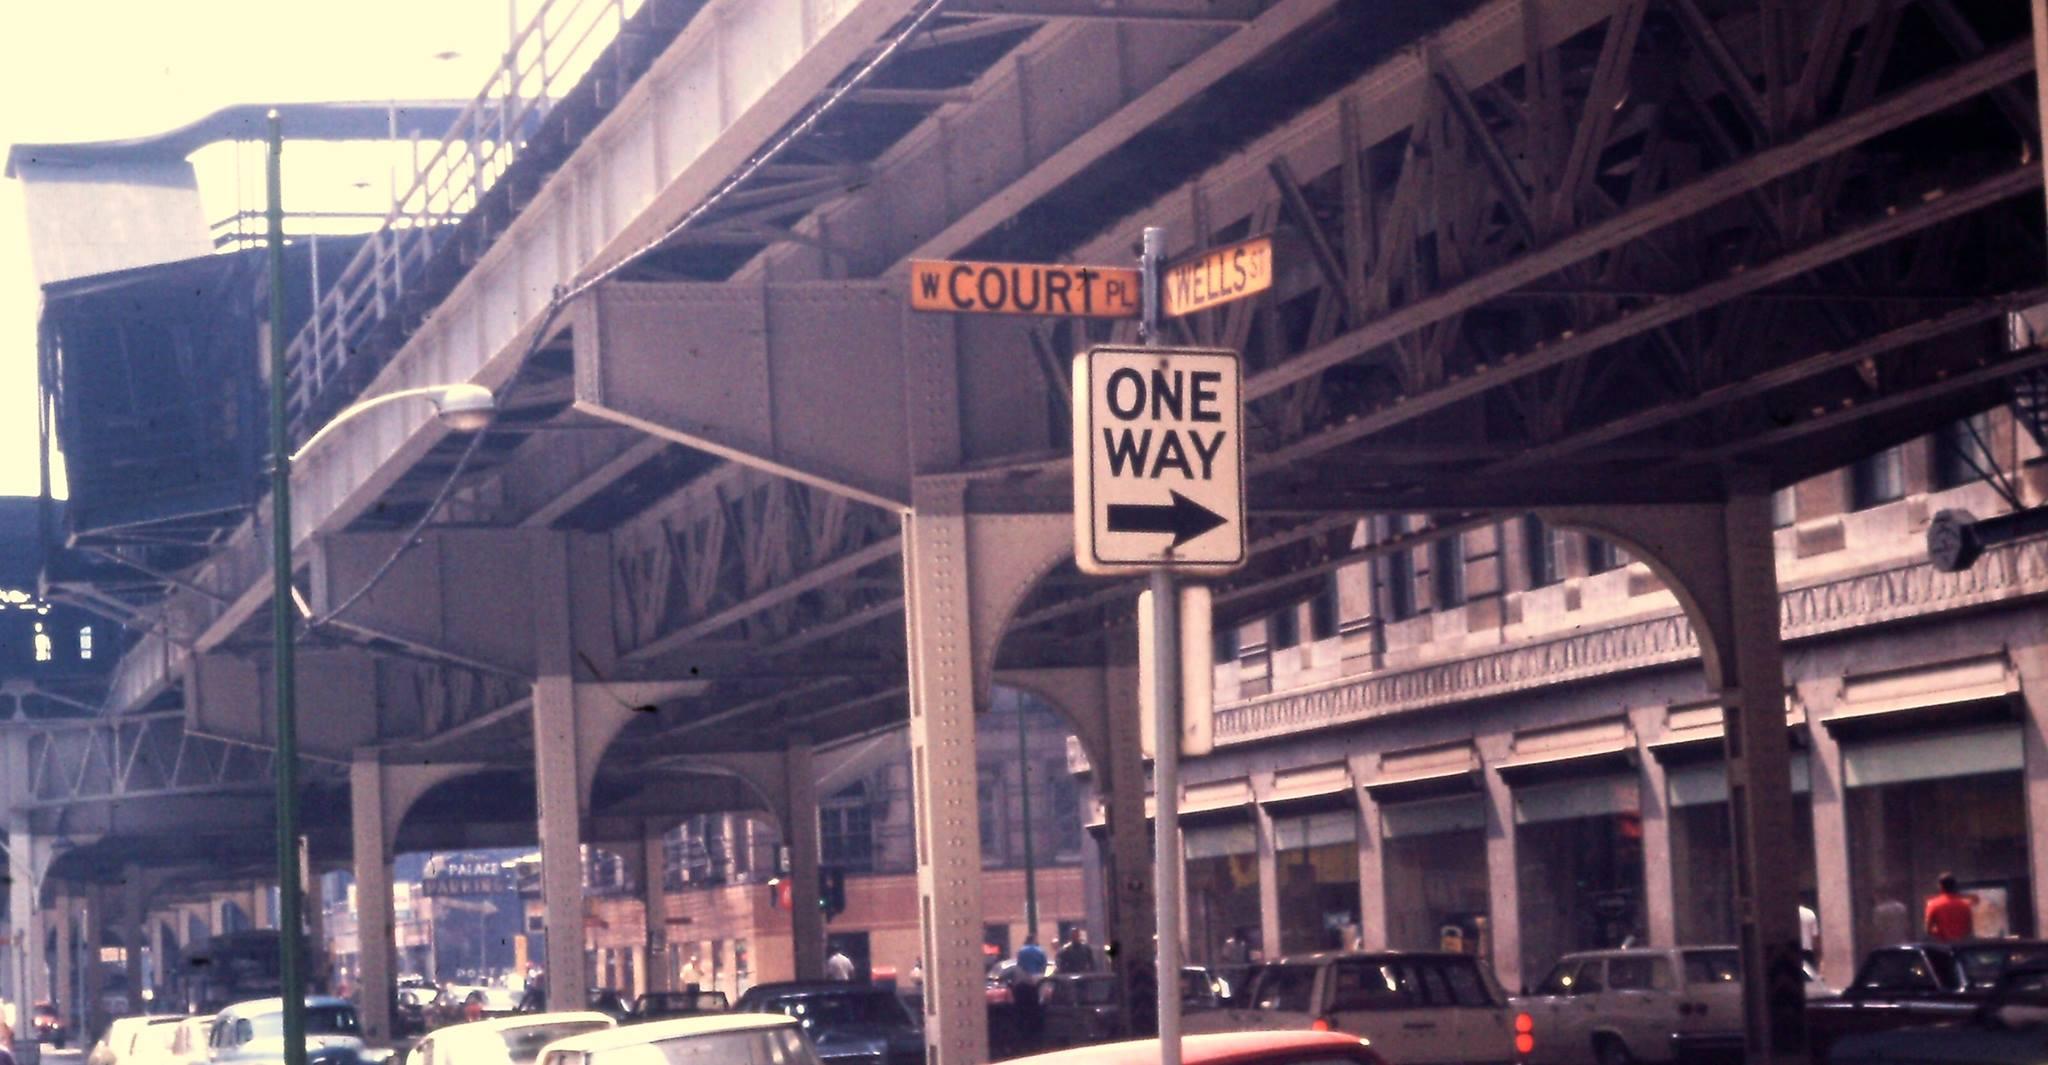 W COURT PL
N WELLS ST
ONE
WAY
PALACE
PARKING